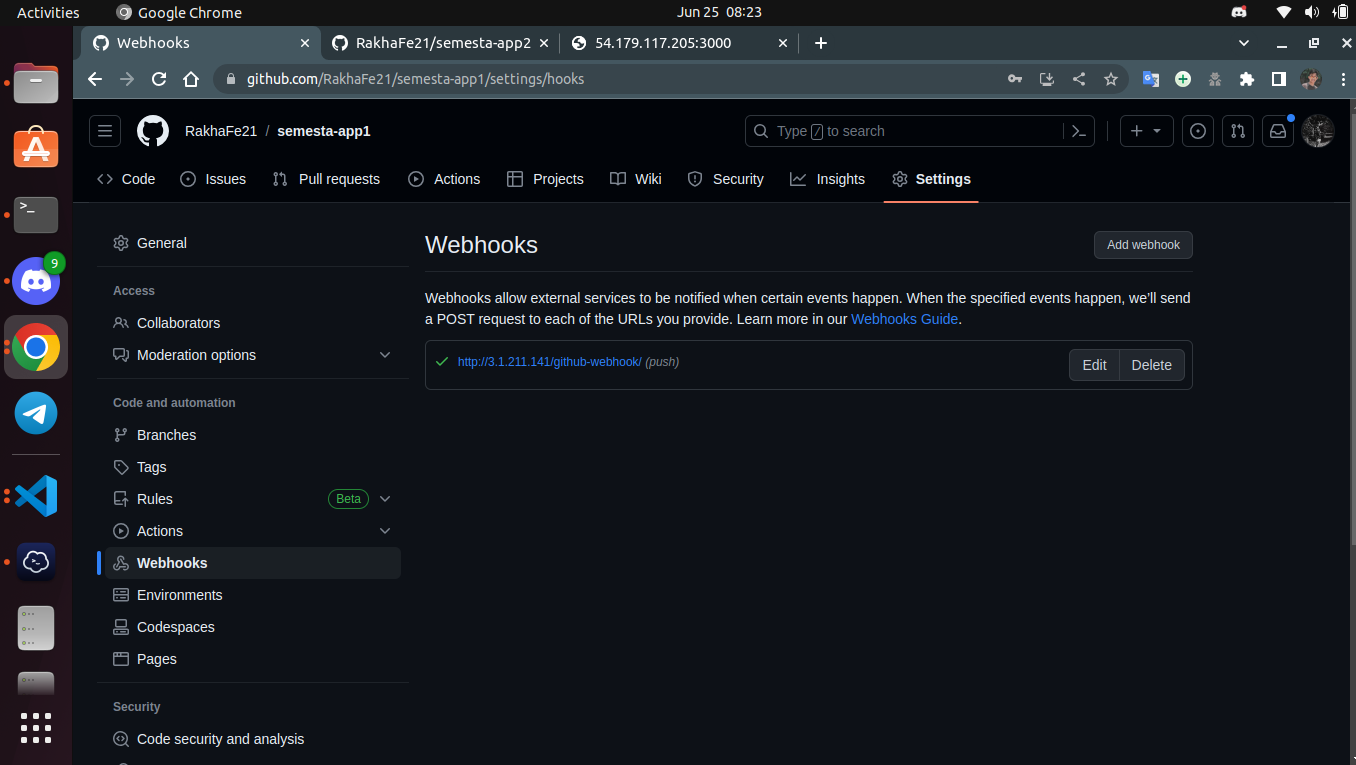 Activities Google Chrome Jun 25 08:23
Webhooks RakhaFe21/semesta-app2 54.179.117.205:3000
github.com/RakhaFe21/semesta-app1/settings/hooks
RakhaFe21 / semesta-app1 Type / to search
Code Issues Pull requests Actions Projects Wiki Security Insights Settings
9
General
Access
Collaborators
Moderation options
Code and automation
Branches
Tags
Rules Beta
Actions
Webhooks
Environments
Codespaces
Pages
Security
Code security and analysis
Webhooks Add webhook
Webhooks allow external services to be notified when certain events happen. When the specified events happen, we'll send
a POST request to each of the URLs you provide. Learn more in our Webhooks Guide.
http://3.1.211.141/github-webhook/ (push) Edit Delete